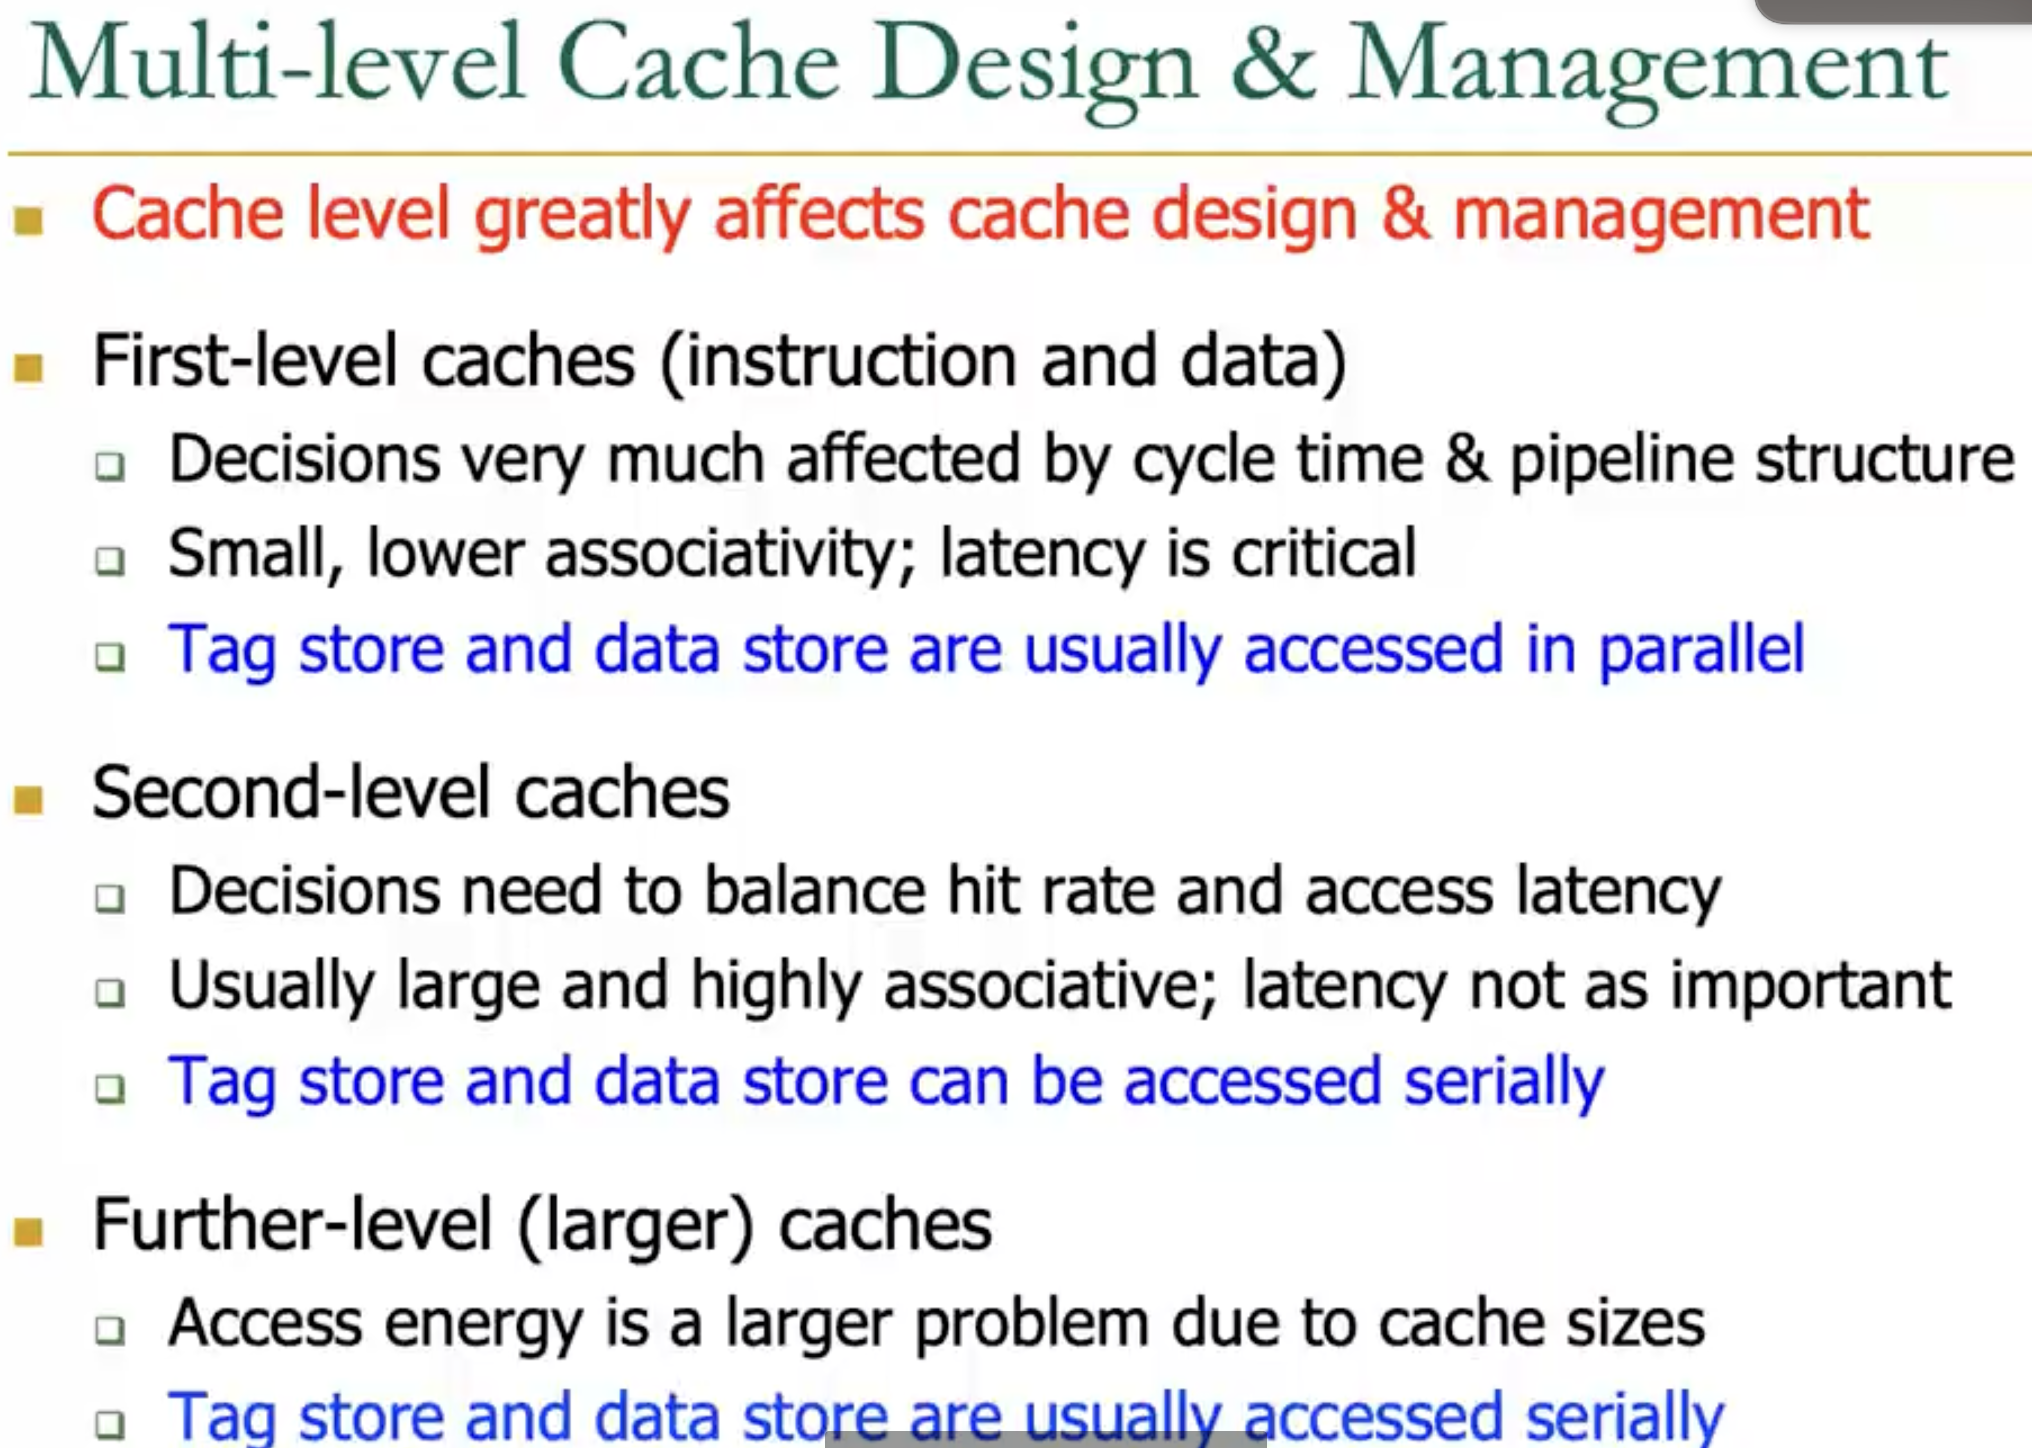 Multi-level Cache Design & Management
Cache level greatly affects cache design & management
First-level caches (instruction and data)
Decisions very much affected by cycle time & pipeline structure
Small, lower associativity; latency is critical
Tag store and data store are usually accessed in parallel
Second-level caches
Decisions need to balance hit rate and access latency
Usually large and highly associative; latency not as important
Tag store and data store can be accessed serially
Further-level (larger) caches
Access energy is a larger problem due to cache sizes
Tag store and data store are usually accessed serially